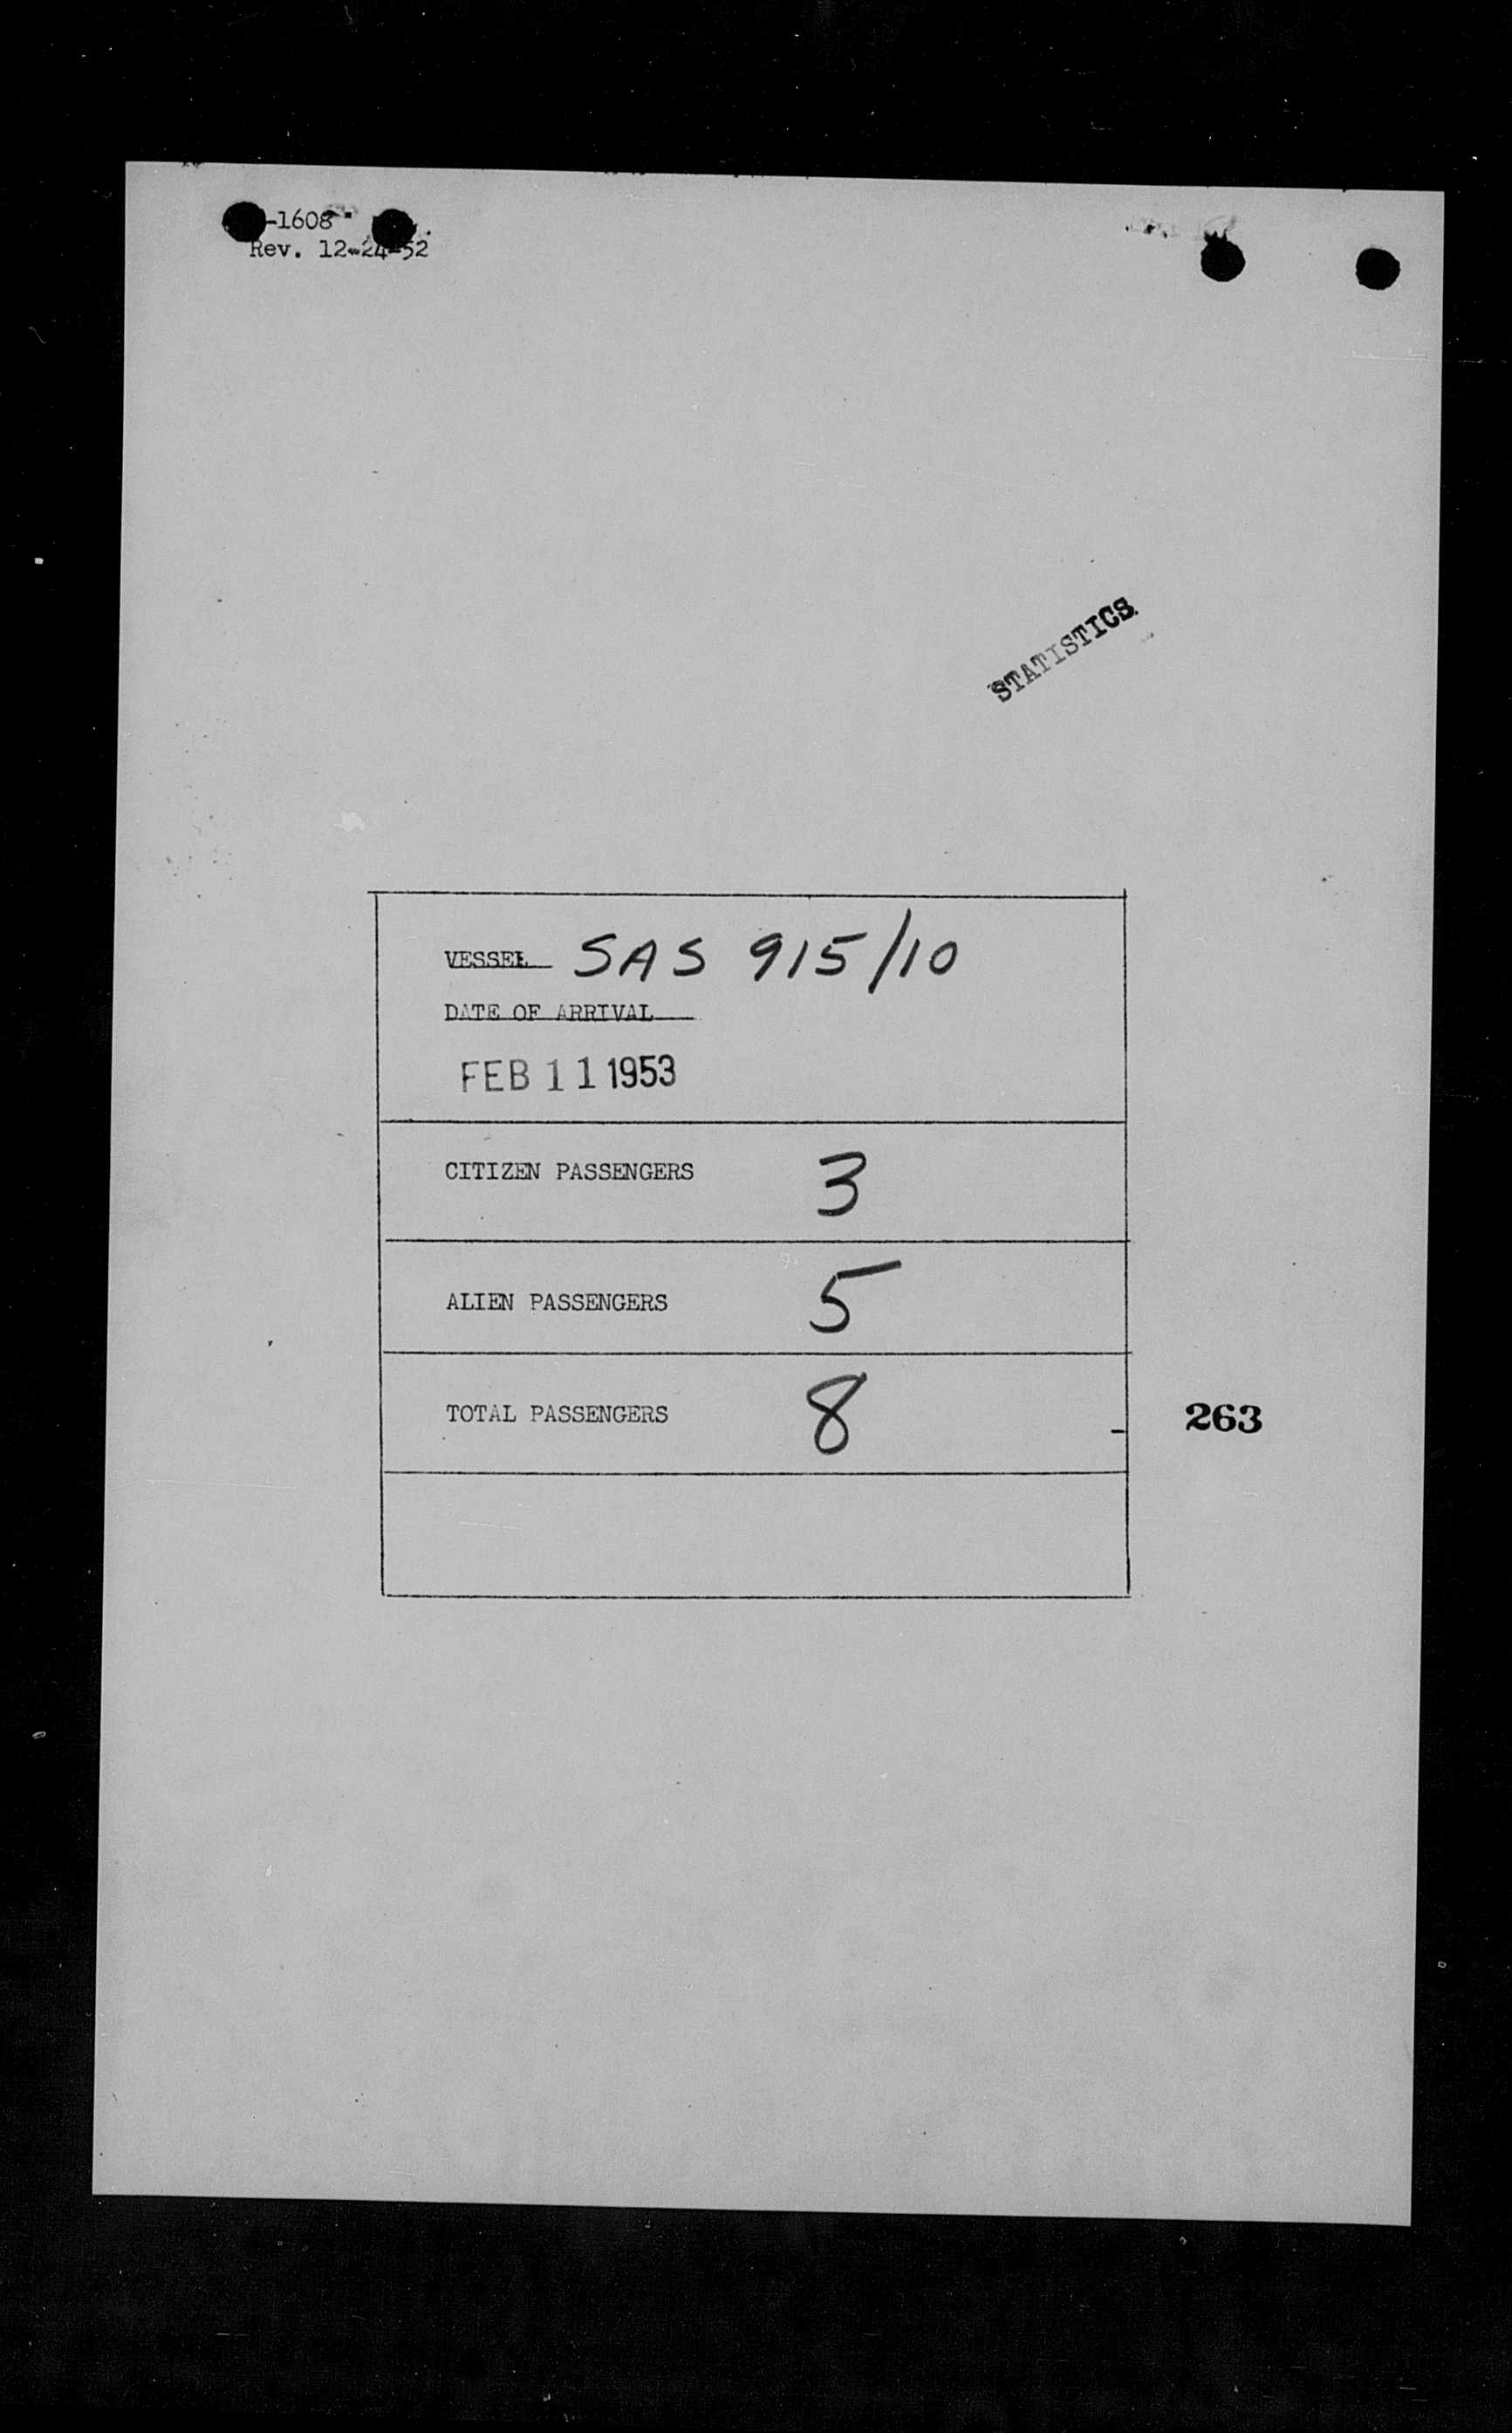 -1608
Rev. 12-24-52
STATISTICS
VESSEL SAS 915/10
DATE OF ARRIVAL
FEB 11 1953
CITIZEN PASSENGERS 3
ALIEN PASSENGERS 5
TOTAL PASSENGERS 8
263